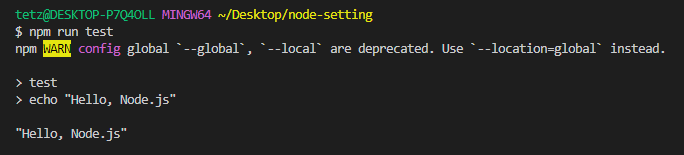 tetz@DESKTOP-P7Q4OLL MINGW64 ~/Desktop/node-setting
$ npm run test
npm WARN config global `--global`, `--local` are deprecated. Use `--location=global` instead.
> test
> echo "Hello, Node.js"
"Hello, Node.js"